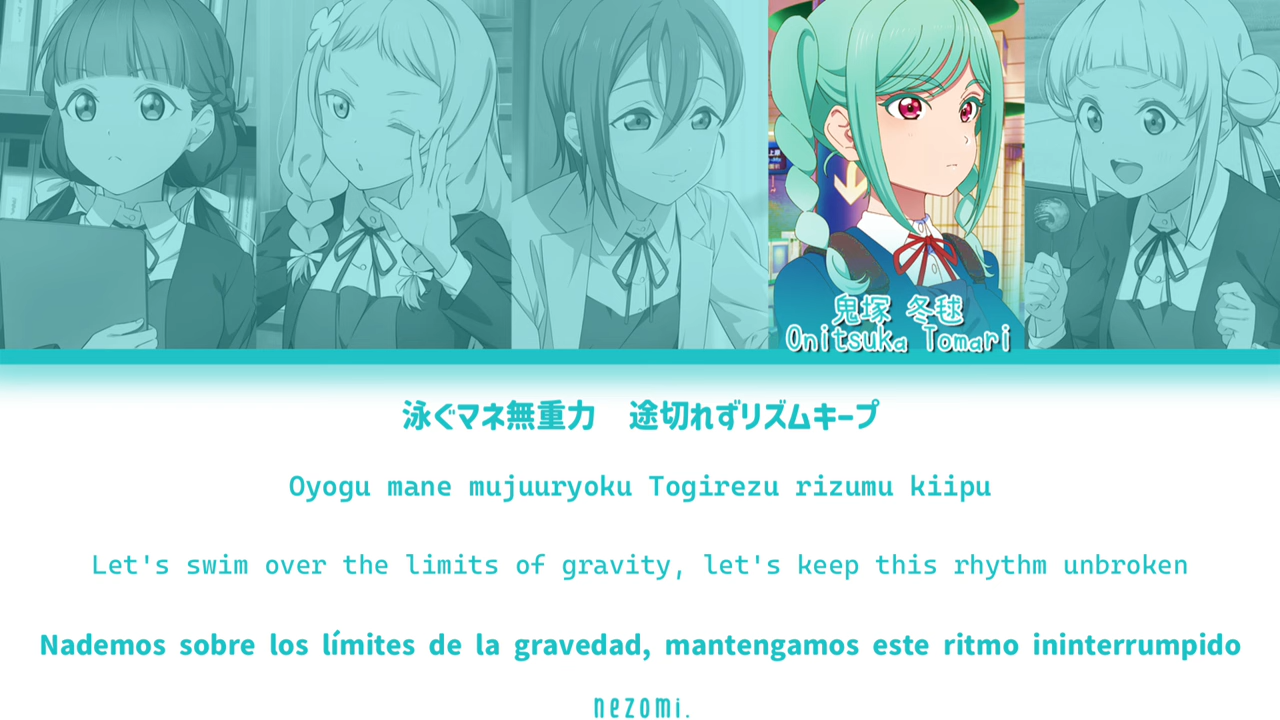 鬼塚 冬毬
Onitsuka Tomari
泳ぐマネ無重力　途切れずリズムキープ
Oyogu mane mujuuryoku Togirezu rizumu kiipu
Let's swim over the limits of gravity, let's keep this rhythm unbroken
Nademos sobre los límites de la gravedad, mantengamos este ritmo ininterrumpido
nezomi.